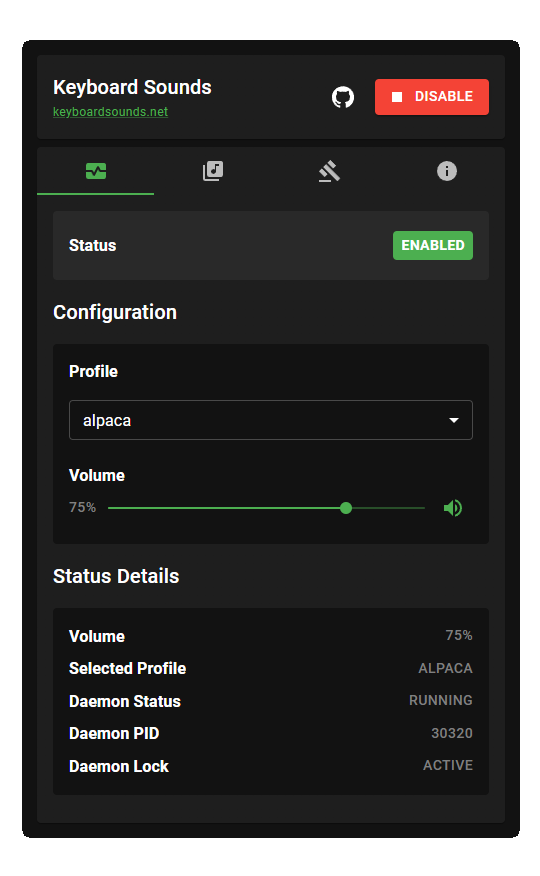 Keyboard Sounds
keyboardsounds.net
DISABLE
Status
ENABLED
Configuration
Profile
alpaca
Volume
75%
Status Details
Volume 75%
Selected Profile ALPACA
Daemon Status RUNNING
Daemon PID 30320
Daemon Lock ACTIVE